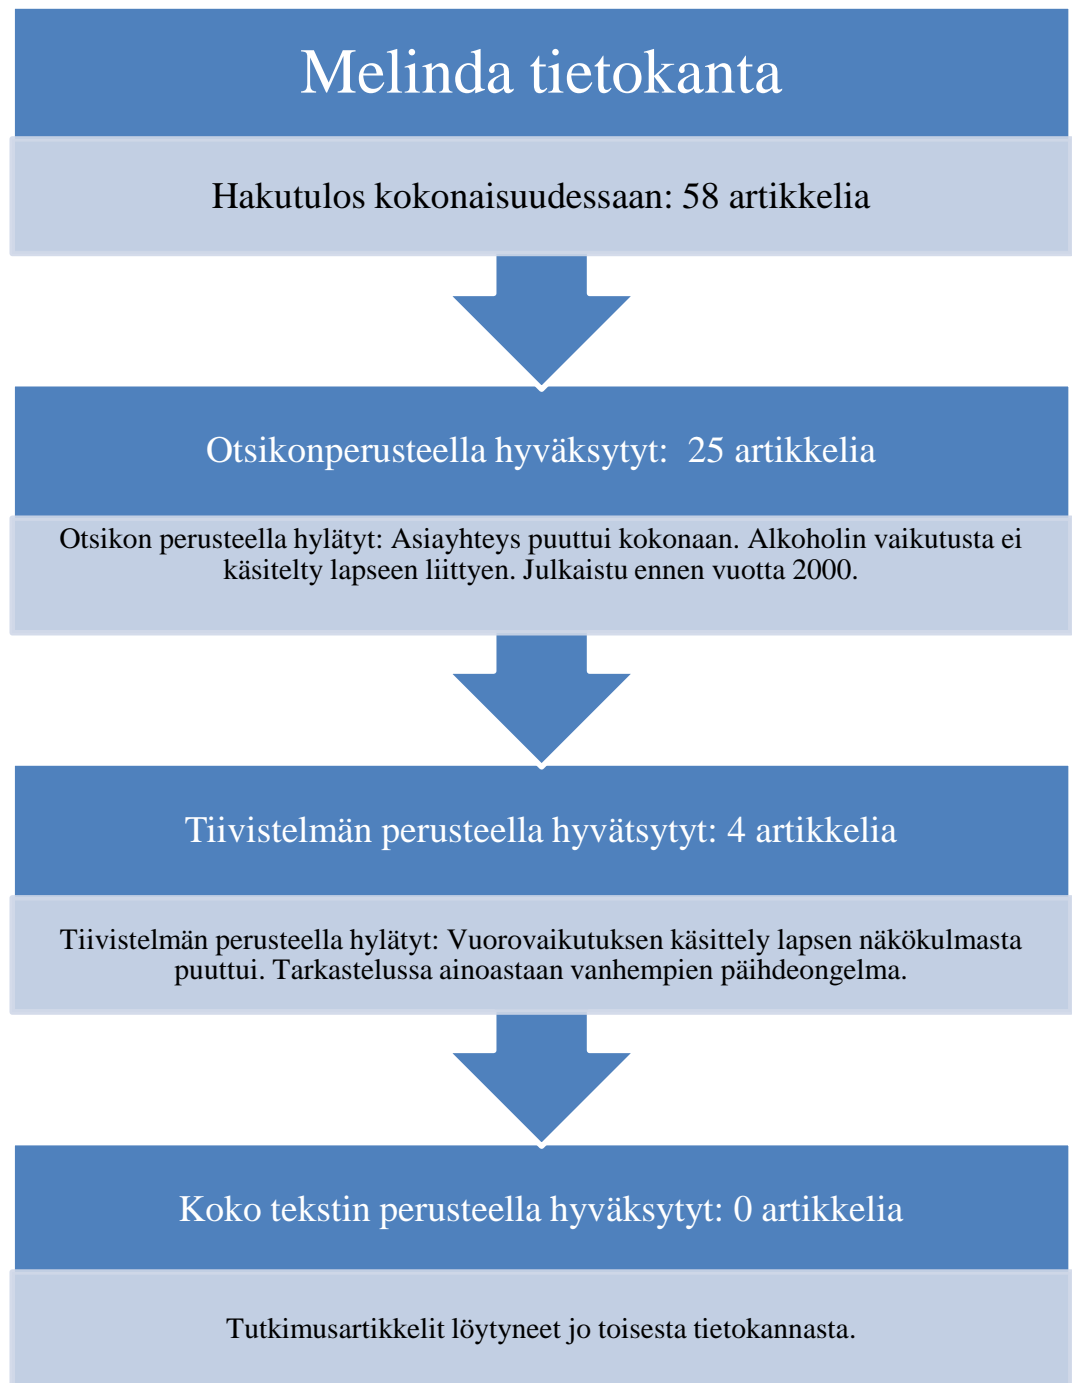 Melinda tietokanta
Hakutulos kokonaisuudessaan: 58 artikkelia
Otsikonperusteella hyväksytyt:  25 artikkelia
Otsikon perusteella hylätyt: Asiayhteys puuttui kokonaan. Alkoholin vaikutusta ei
käsitelty lapseen liittyen. Julkaistu ennen vuotta 2000.
Tiivistelmän perusteella hyvätsytyt: 4 artikkelia
Tiivistelmän perusteella hylätyt: Vuorovaikutuksen käsittely lapsen näkökulmasta
puuttui. Tarkastelussa ainoastaan vanhempien päihdeongelma.
Koko tekstin perusteella hyväksytyt: 0 artikkelia
Tutkimusartikkelit löytyneet jo toisesta tietokannasta.